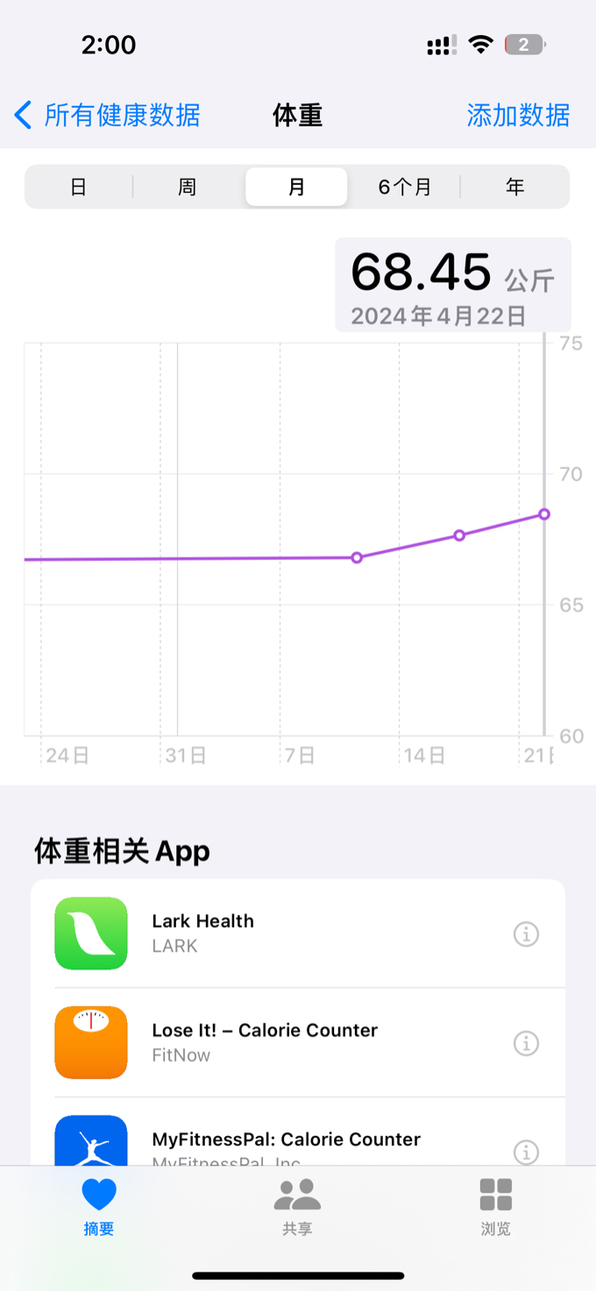 2:00
2
所有健康数据 体重 添加数据
日 周 月 6个月 年
68.45 公斤
2024年4月22日
75
70
65
60
24日 31日 7日 14日 21日
体重相关 App
Lark Health
LARK
Lose It! – Calorie Counter
FitNow
MyFitnessPal: Calorie Counter
MyFitnessPal, Inc.
摘要 共享 浏览